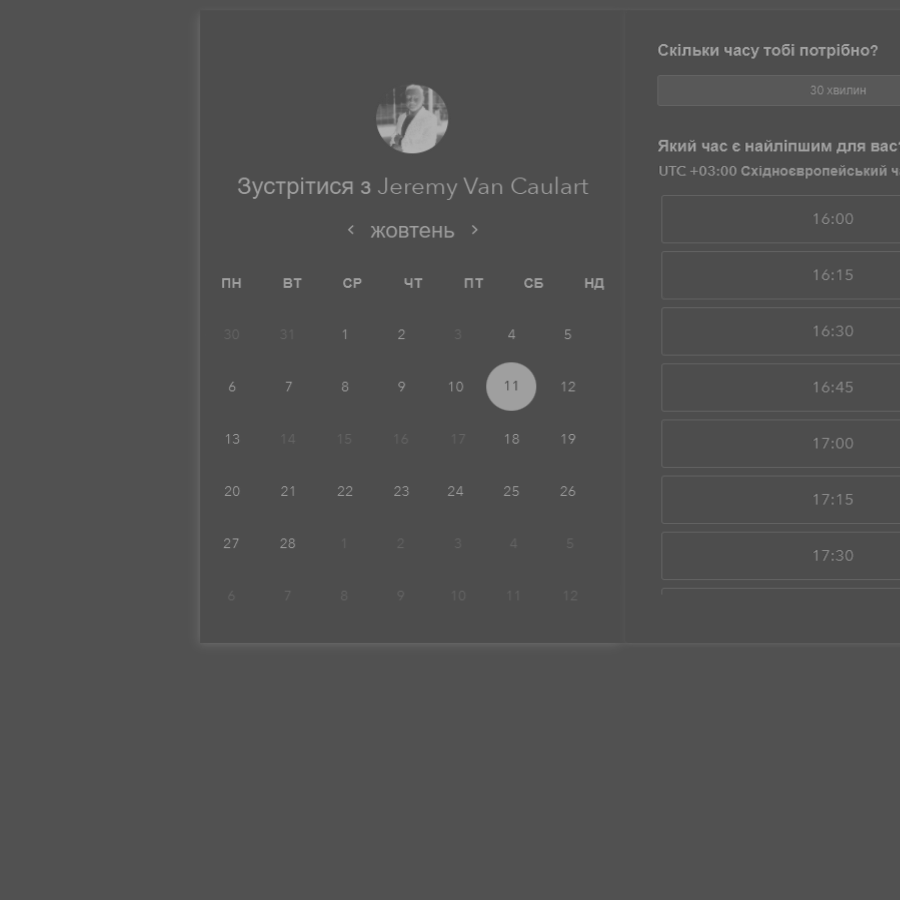 Зустрітися з Jeremy Van Caulart
жовтень
ПН ВТ СР ЧТ ПТ СБ НД
30 31 1 2 3 4 5
6 7 8 9 10 11 12
13 14 15 16 17 18 19
20 21 22 23 24 25 26
27 28 1 2 3 4 5
6 7 8 9 10 11 12
Скільки часу тобі потрібно?
30 хвилин
Який час є найліпшим для вас
UTC +03:00 Східноєвропейський
16:00
16:15
16:30
16:45
17:00
17:15
17:30